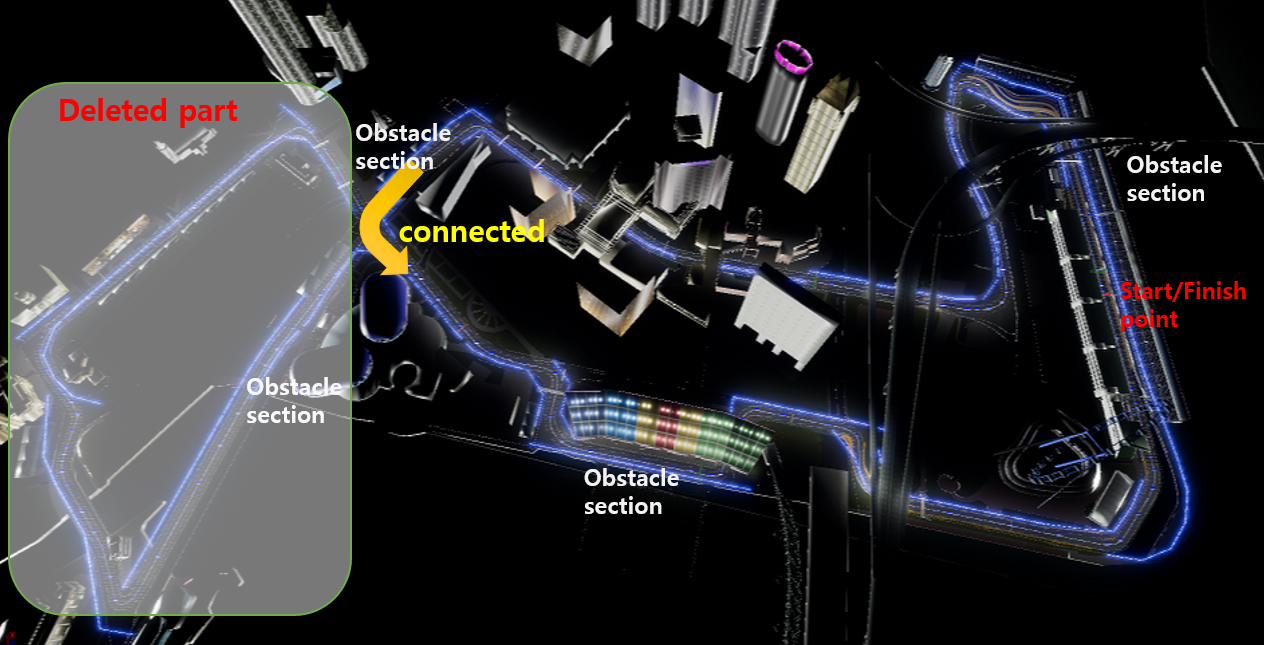 Deleted part
Obstacle
section
connected
Obstacle
section
Start/Finish
point
Obstacle
section
Obstacle
section